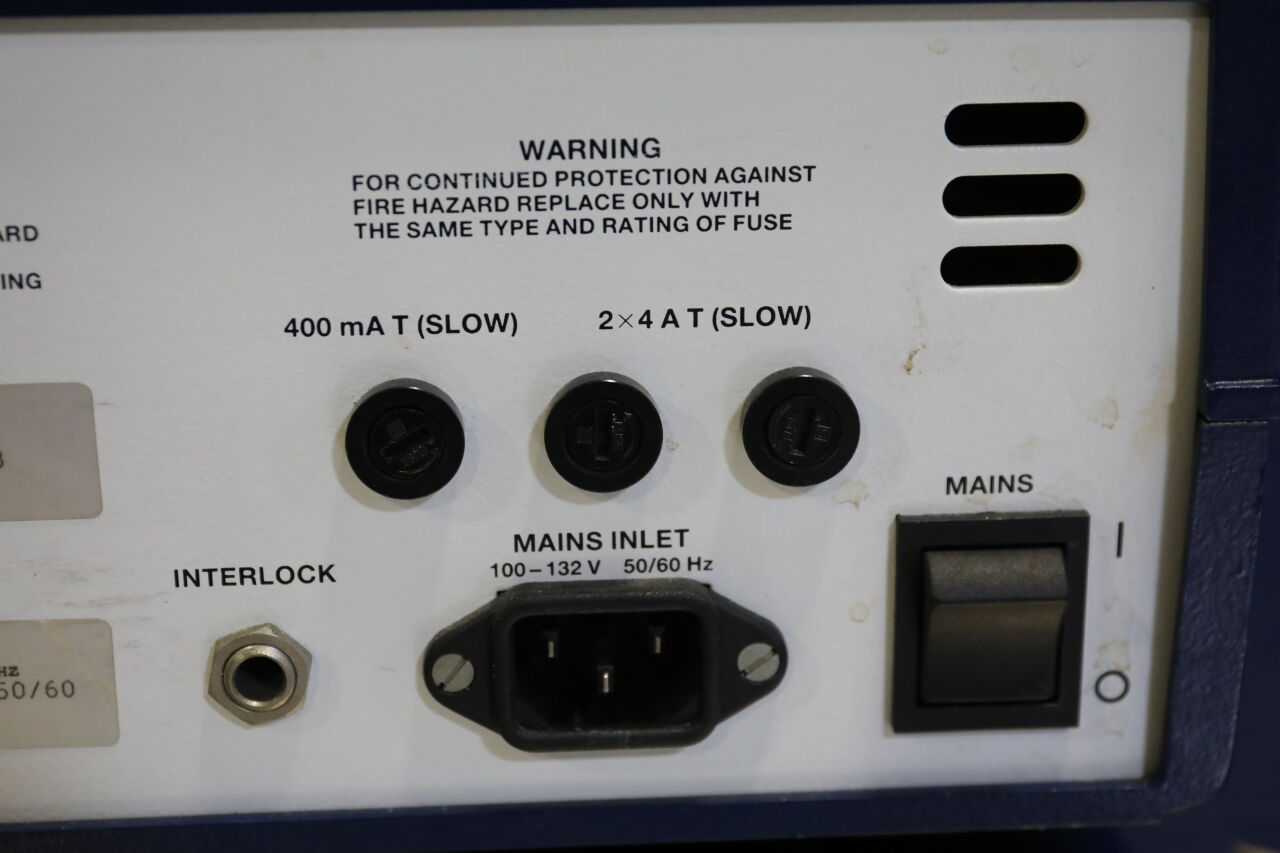 WARNING
FOR CONTINUED PROTECTION AGAINST
FIRE HAZARD REPLACE ONLY WITH
THE SAME TYPE AND RATING OF FUSE
ARD
ING
400 mA T (SLOW)
2×4 A T (SLOW)
MAINS
MAINS INLET
100–132 V 50/60 Hz
INTERLOCK
HZ
50/60
I
O